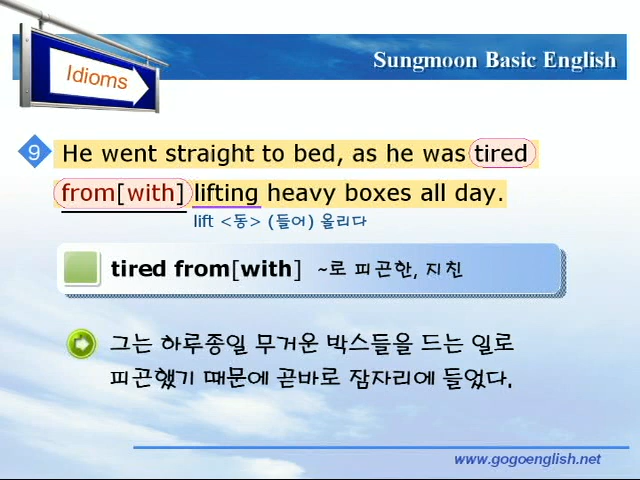 Idioms
Sungmoon Basic English
9 He went straight to bed, as he was tired
from[with] lifting heavy boxes all day.
lift <동> (들어) 올리다
tired from[with] ~로 피곤한, 지친
그는 하루종일 무거운 박스들을 드는 일로
피곤했기 때문에 곧바로 잠자리에 들었다.
www.gogoenglish.net